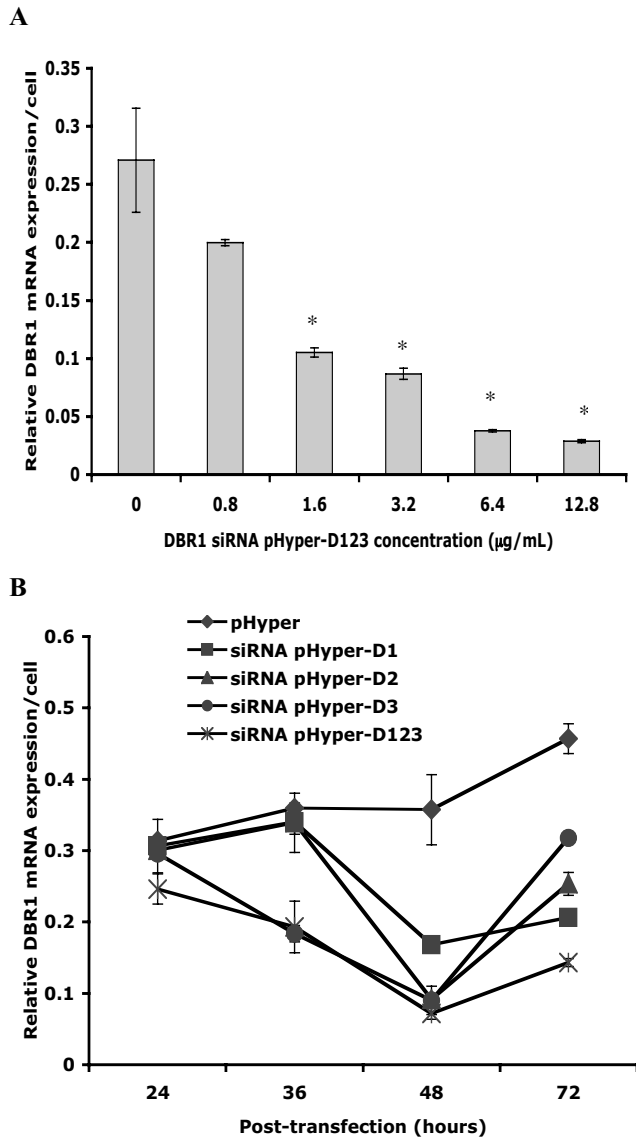 A
Relative DBR1 mRNA expression/cell
0.35
0.3
0.25
0.2
0.15
0.1
0.05
0
*
*
*
*
0
0.8
1.6
3.2
6.4
12.8
DBR1 siRNA pHyper-D123 concentration (µg/mL)
B
pHyper
siRNA pHyper-D1
siRNA pHyper-D2
siRNA pHyper-D3
siRNA pHyper-D123
Relative DBR1 mRNA expression/cell
0.6
0.5
0.4
0.3
0.2
0.1
0
24
36
48
72
Post-transfection (hours)